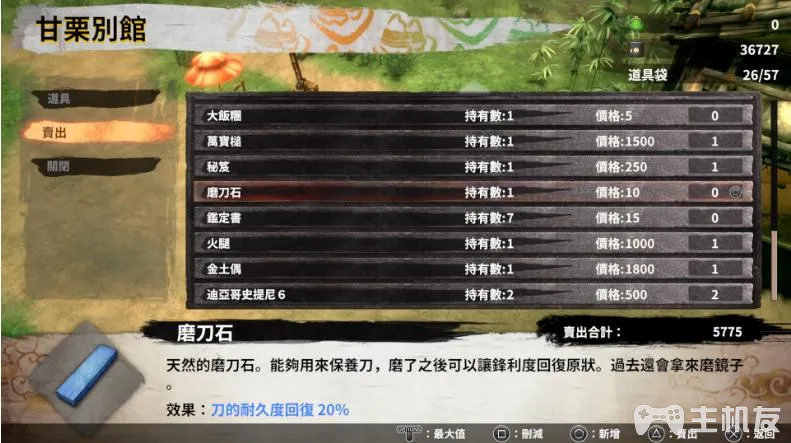 甘栗別館
0
36727
道具袋 26/57
道具
賣出
關閉
大飯糰 持有數:1 價格:5 0
萬寶槌 持有數:1 價格:1500 1
秘笈 持有數:1 價格:250 1
磨刀石 持有數:1 價格:10 0
鑑定書 持有數:7 價格:15 0
火腿 持有數:1 價格:1000 1
金土偶 持有數:1 價格:1800 1
迪亞哥史提尼6 持有數:2 價格:500 2
磨刀石 賣出合計: 5775
天然的磨刀石。能夠用來保養刀,磨了之後可以讓鋒利度回復原狀。過去還會拿來磨鏡子
。
效果:刀的耐久度回復 20%
OPTIONS:最大值 :刪減 :新增 :賣出 :返回
主机友